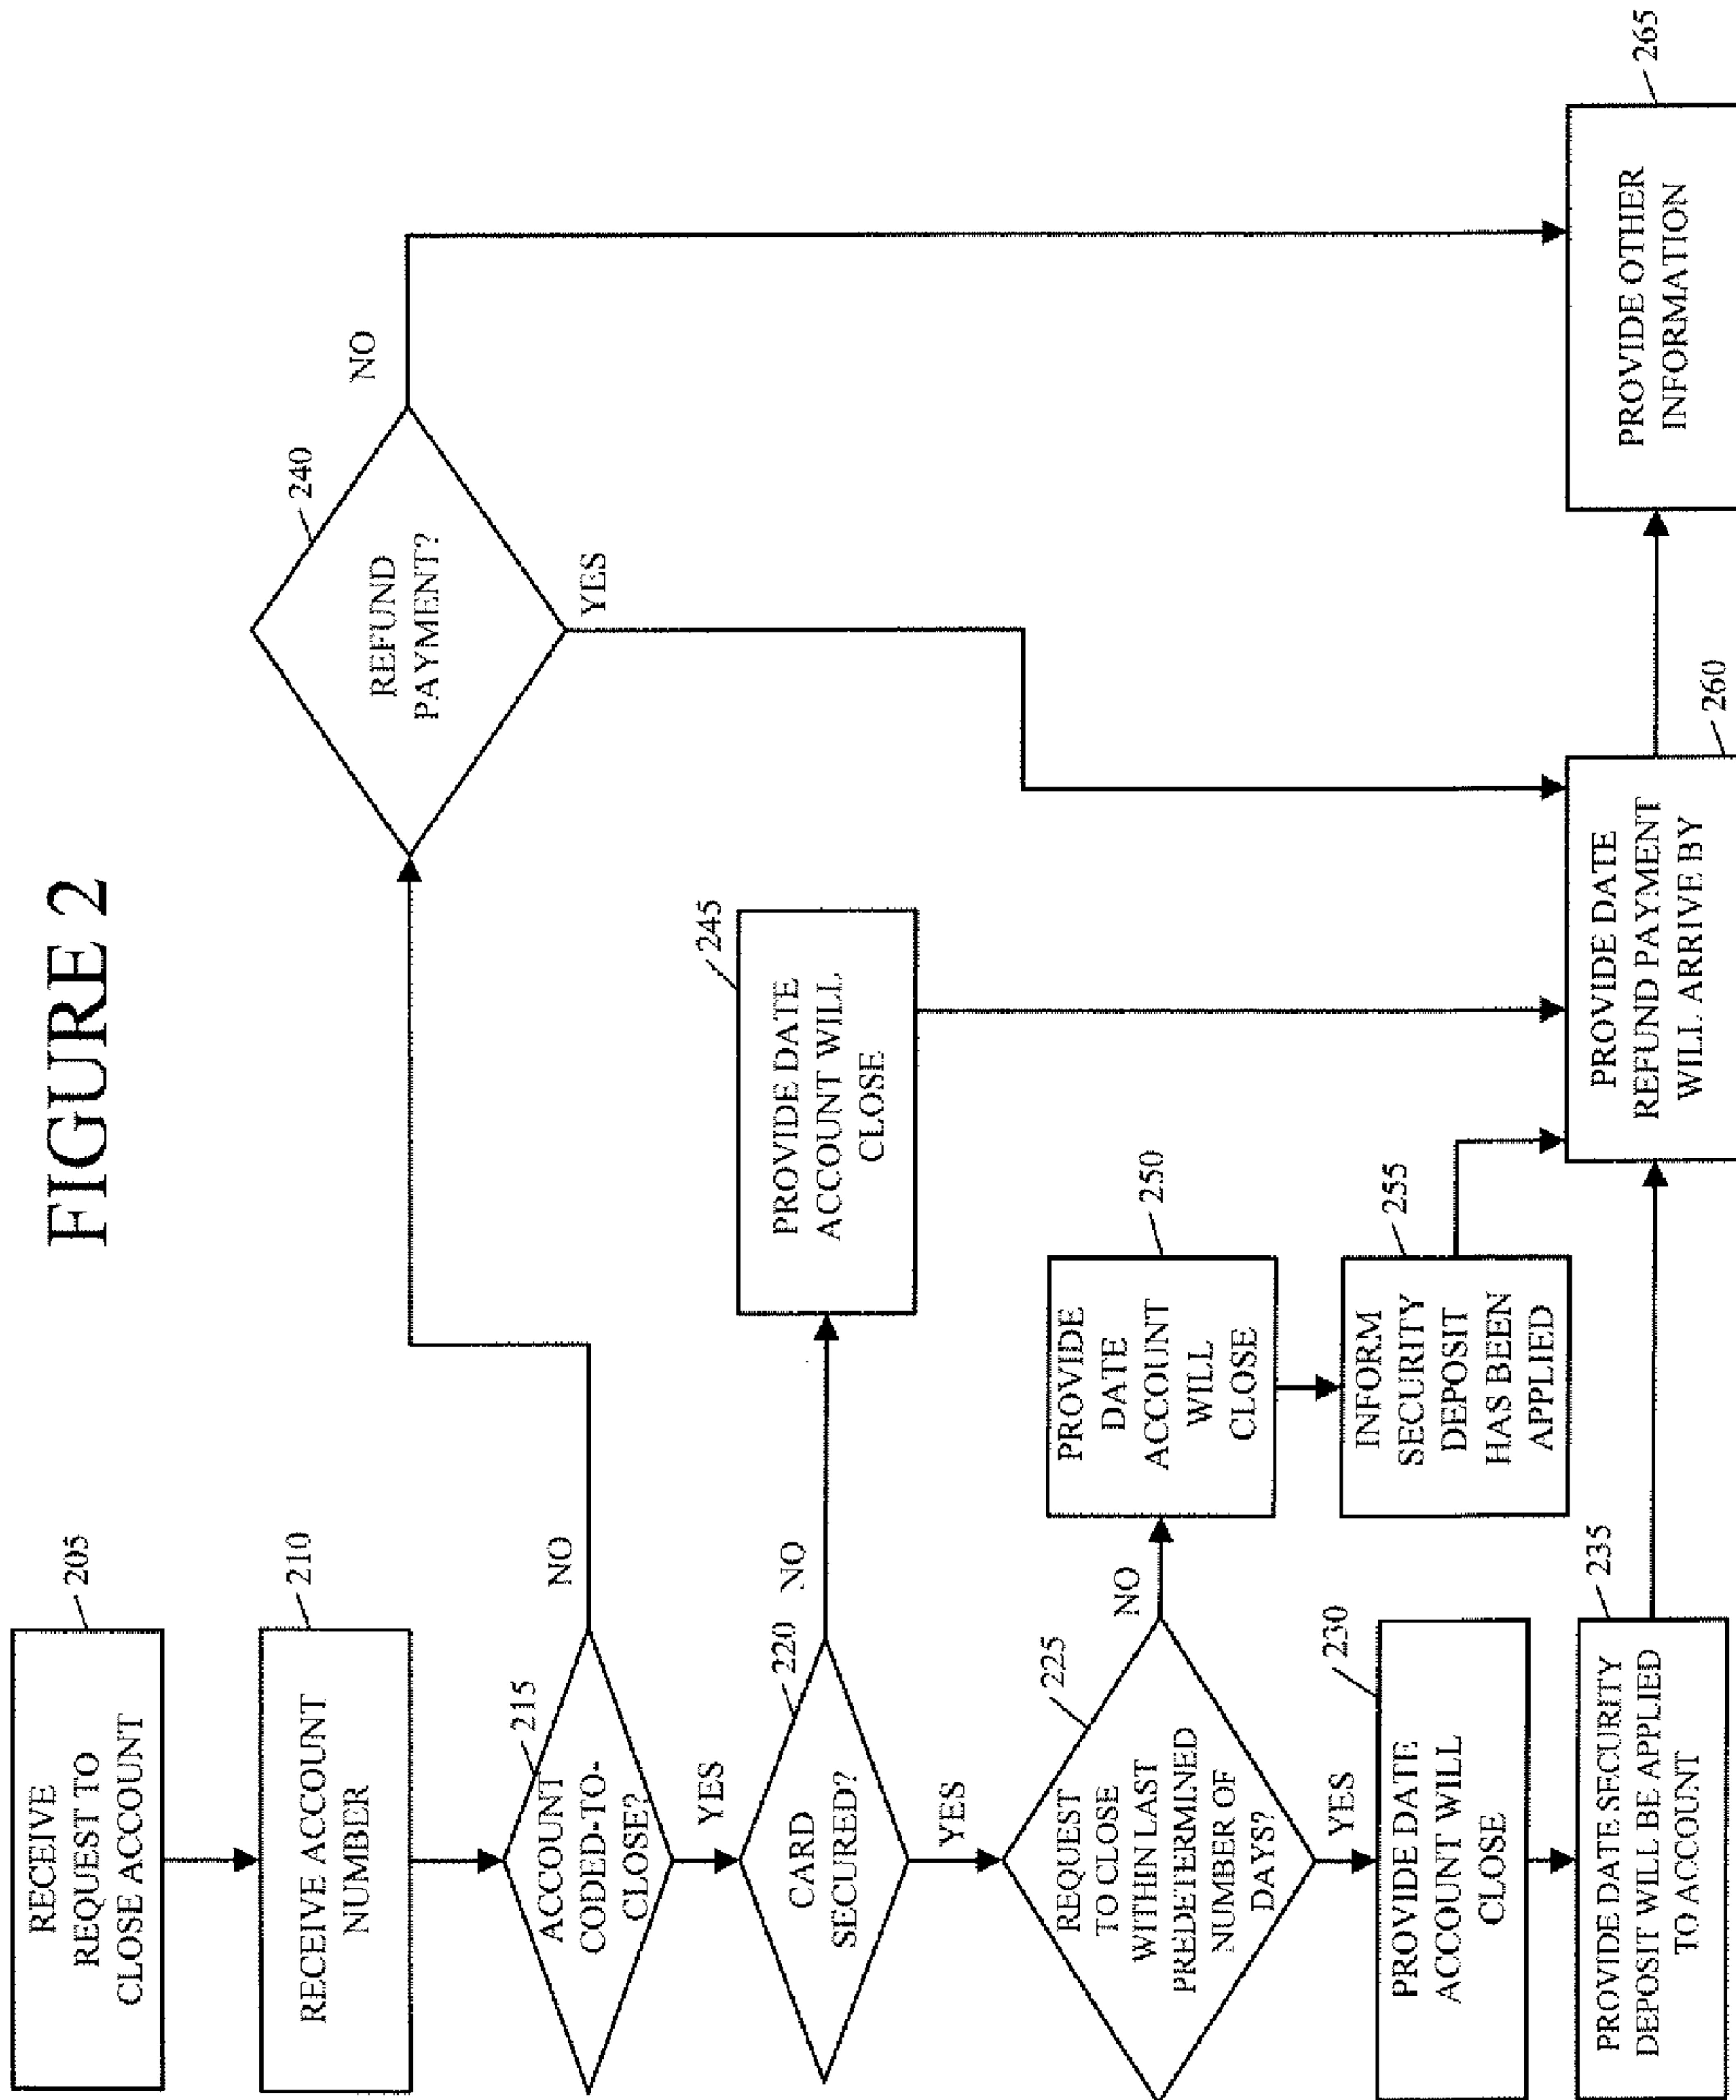 FIGURE 2
RECEIVE
REQUEST TO
CLOSE ACCOUNT
205
RECEIVE ACCOUNT
NUMBER
210
ACCOUNT
CODED-TO-
CLOSE?
215
NO
YES
REFUND
PAYMENT?
240
NO
YES
CARD
SECURED?
220
NO
YES
PROVIDE DATE
ACCOUNT WILL
CLOSE
245
REQUEST
TO CLOSE
WITHIN LAST
PREDETERMINED
NUMBER OF
DAYS?
225
NO
YES
PROVIDE
DATE
ACCOUNT
WILL
CLOSE
250
INFORM
SECURITY
DEPOSIT
HAS BEEN
APPLIED
255
PROVIDE DATE
ACCOUNT WILL
CLOSE
230
PROVIDE DATE SECURITY
DEPOSIT WILL BE APPLIED
TO ACCOUNT
235
PROVIDE DATE
REFUND PAYMENT
WILL ARRIVE BY
260
PROVIDE OTHER
INFORMATION
265